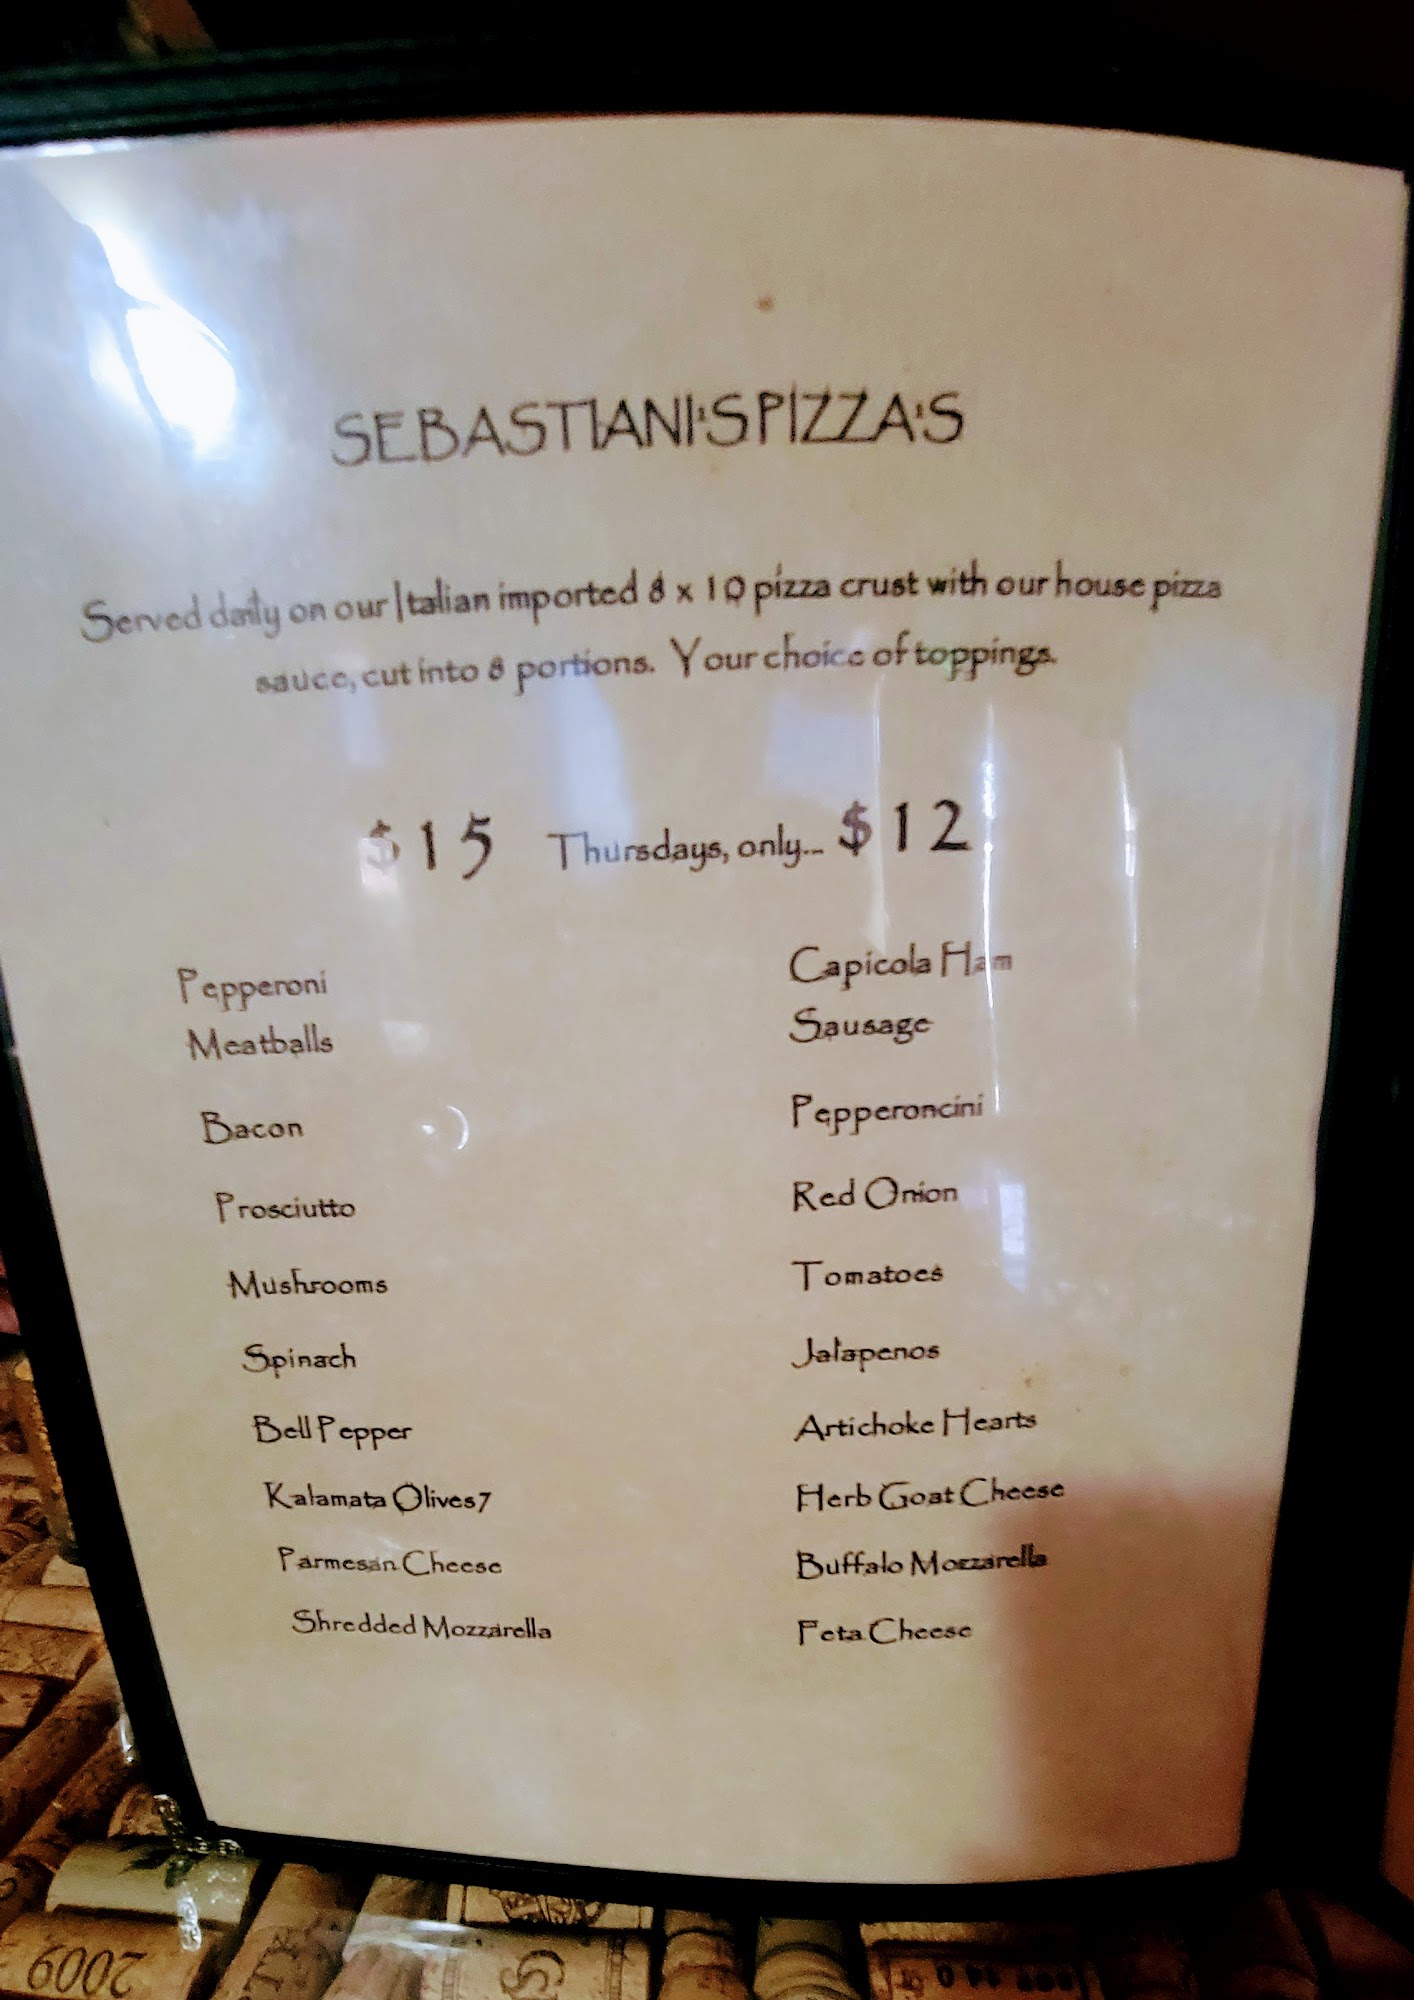 SEBASTIANI'S PIZZA'S
Served daily on our Italian imported 8 x 10 pizza crust with our house pizza
sauce, cut into 8 portions. Your choice of toppings.
$15 Thursdays, only... $12
Pepperoni
Meatballs
Bacon
Prosciutto
Mushrooms
Spinach
Bell Pepper
Kalamata Olives7
Parmesan Cheese
Shredded Mozzarella
Capicola Ham
Sausage
Pepperoncini
Red Onion
Tomatoes
Jalapenos
Artichoke Hearts
Herb Goat Cheese
Buffalo Mozzarella
Feta Cheese
2009